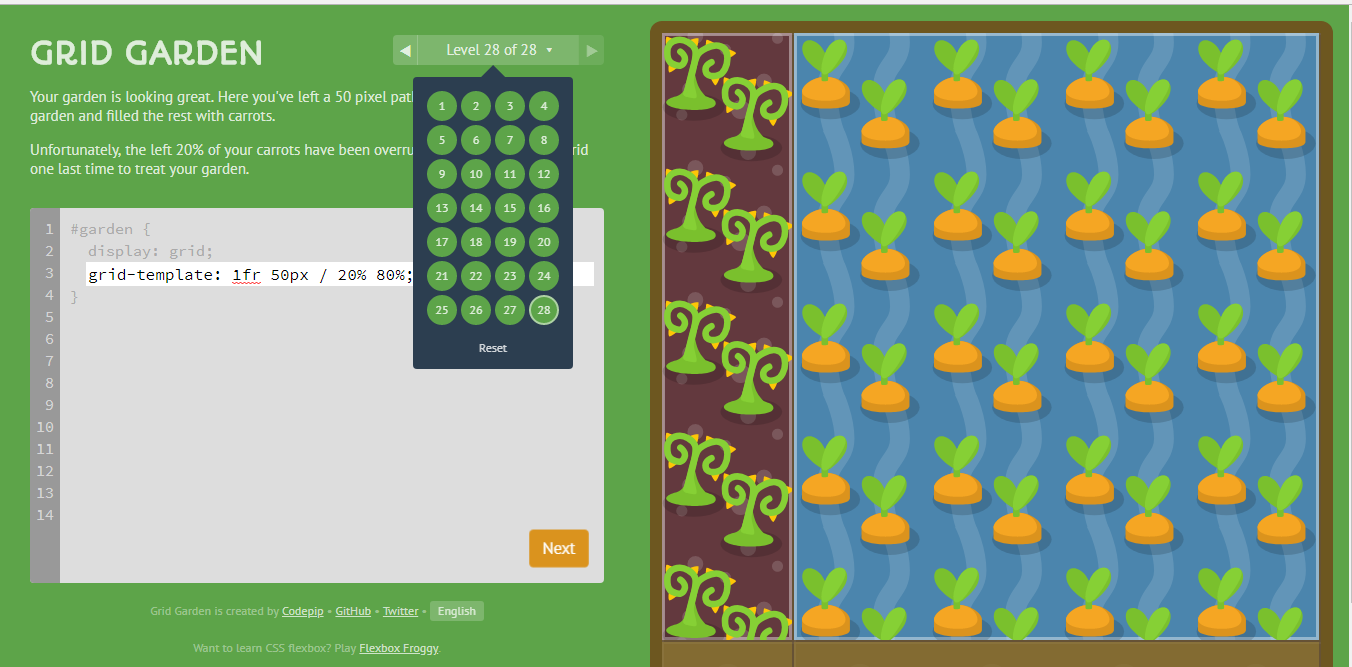 GRID GARDEN
◀ Level 28 of 28 ▾ ▶
Your garden is looking great. Here you've left a 50 pixel
garden and filled the rest with carrots.
Unfortunately, the left 20% of your carrots have been
one last time to treat your garden.
1 2 3 4
5 6 7 8
9 10 11 12
13 14 15 16
17 18 19 20
21 22 23 24
25 26 27 28
Reset
1 #garden {
2 display: grid;
3 grid-template: 1fr 50px / 20% 80%;
4 }
5
6
7
8
9
10
11
12
13
14
Next
Grid Garden is created by Codepip • GitHub • Twitter • English
Want to learn CSS flexbox? Play Flexbox Froggy.